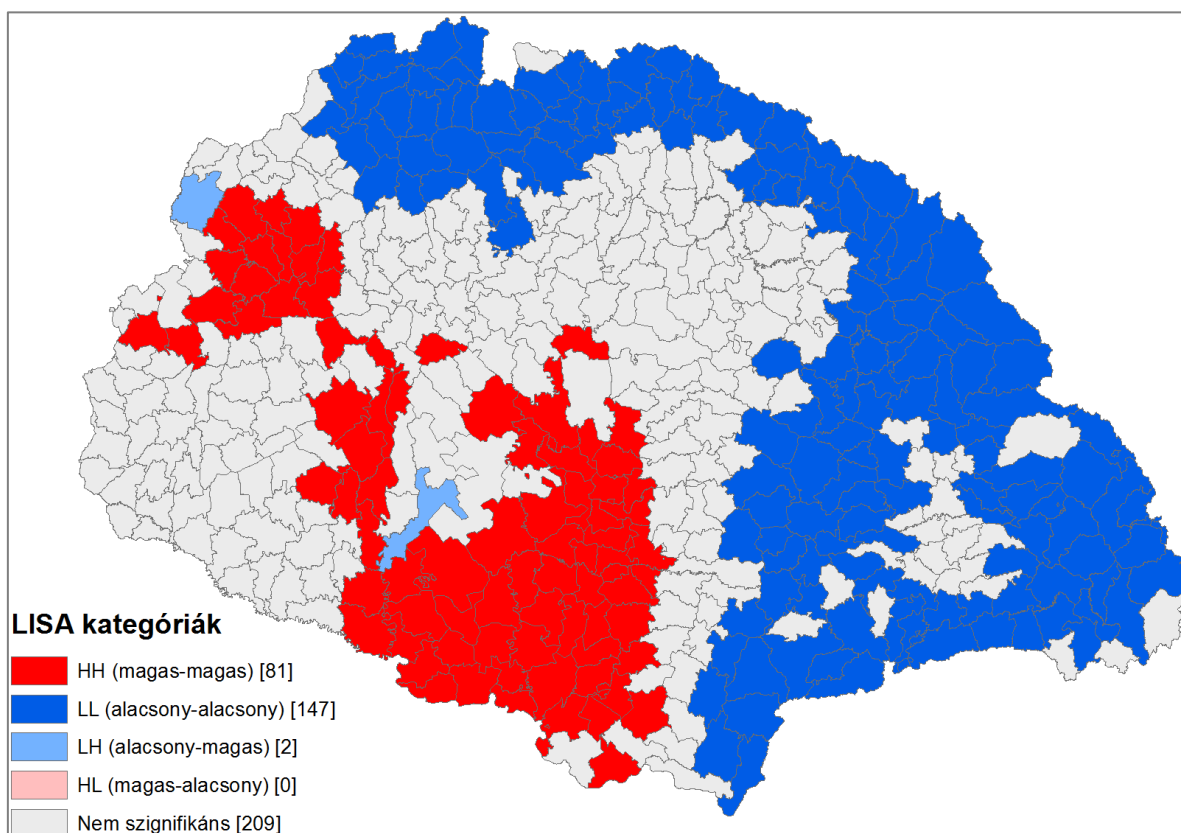 LISA kategóriák
HH (magas-magas) [81]
LL (alacsony-alacsony) [147]
LH (alacsony-magas) [2]
HL (magas-alacsony) [0]
Nem szignifikáns [209]